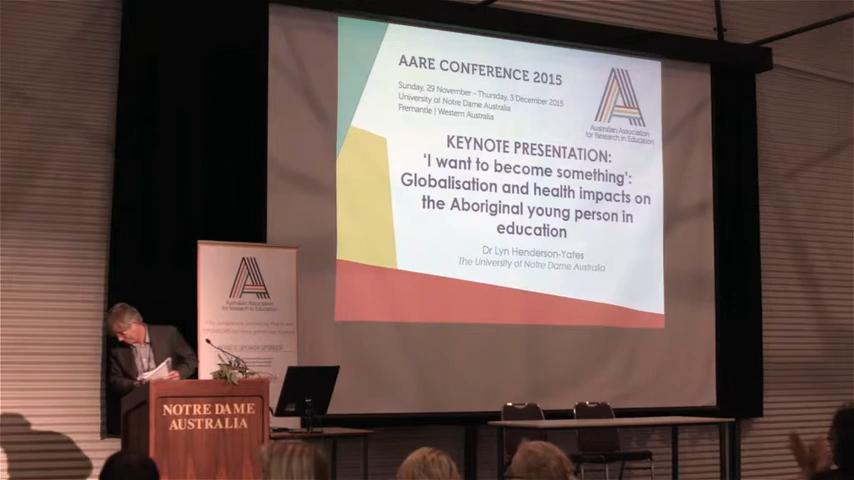 AARE CONFERENCE 2015
Sunday, 29 November - Thursday, 3 December 2015
University of Notre Dame Australia
Fremantle | Western Australia
Australian Association
for Research in Education
KEYNOTE PRESENTATION:
'I want to become something':
Globalisation and health impacts on
the Aboriginal young person in
education
Dr Lyn Henderson-Yates
The University of Notre Dame Australia
Australian Association
for Research in Education
NOTRE DAME
AUSTRALIA